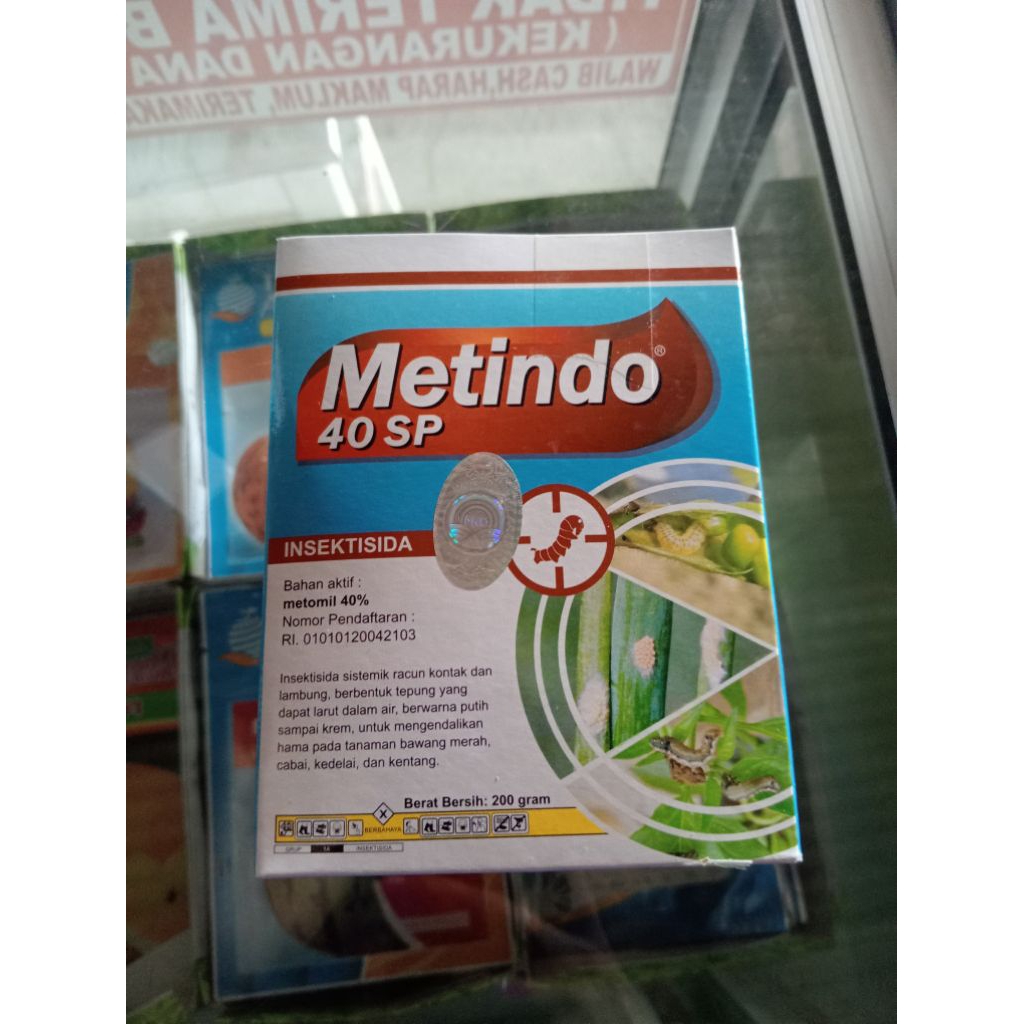 TIDAK TERIMA B
( KEKURANGAN DANA
WAJIB CASH,HARAP MAKLUM, TERIMAKA
Metindo®
40 SP
INSEKTISIDA
Bahan aktif :
metomil 40%
Nomor Pendaftaran :
RI. 01010120042103
Insektisida sistemik racun kontak dan
lambung, berbentuk tepung yang
dapat larut dalam air, berwarna putih
sampai krem, untuk mengendalikan
hama pada tanaman bawang merah,
cabai, kedelai, dan kentang.
Berat Bersih: 200 gram
X
BERBAHAYA
INSEKTISIDA